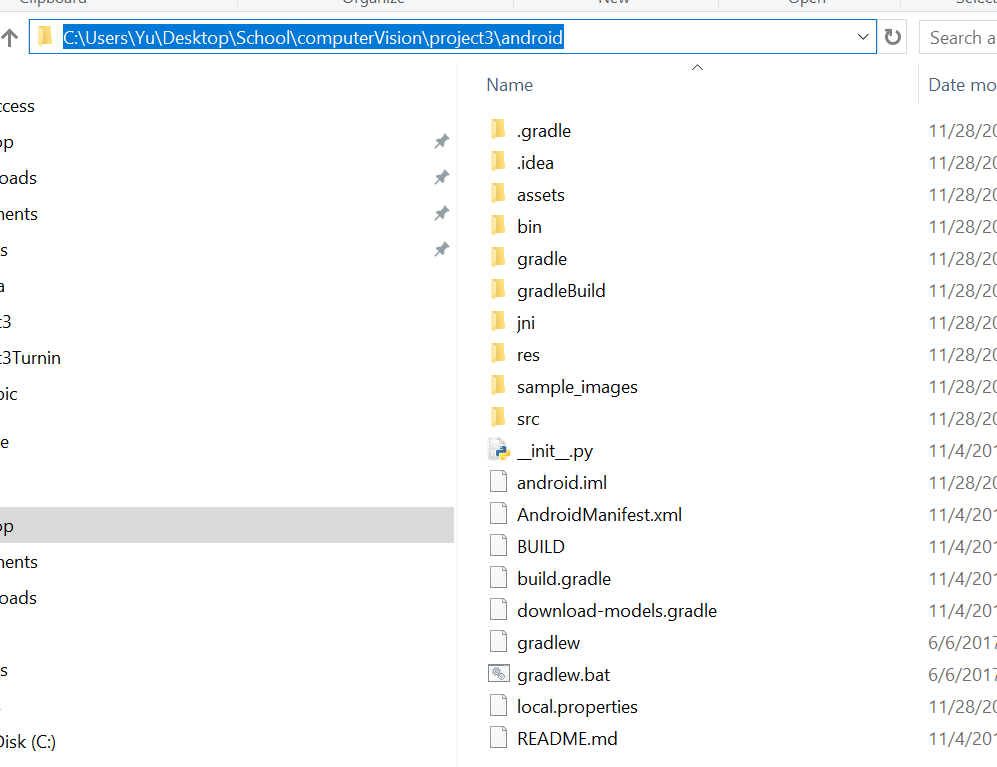 C:\Users\Yu\Desktop\School\computerVision\project3\android
Search a
Name
Date mo
ccess
op
oads
ments
s
a
t3
t3Turnin
pic
e
op
ments
oads
s
Disk (C:)
.gradle 11/28/20
.idea 11/28/20
assets 11/28/20
bin 11/28/20
gradle 11/28/20
gradleBuild 11/28/20
jni 11/28/20
res 11/28/20
sample_images 11/28/20
src 11/28/20
__init__.py 11/4/201
android.iml 11/28/20
AndroidManifest.xml 11/4/201
BUILD 11/4/201
build.gradle 11/4/201
download-models.gradle 11/4/201
gradlew 6/6/2017
gradlew.bat 6/6/2017
local.properties 11/28/20
README.md 11/4/201